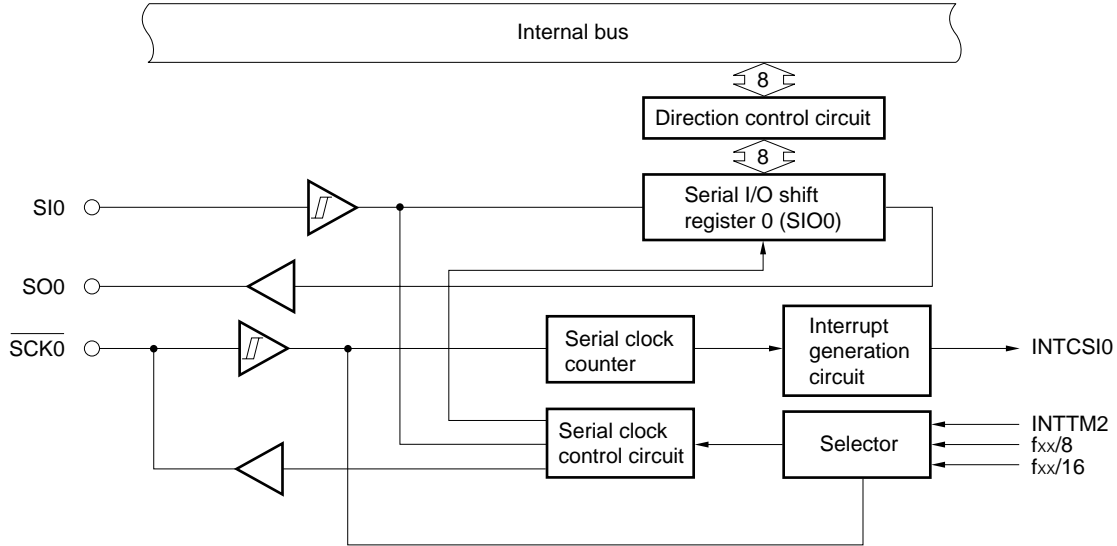 Internal bus
8
Direction control circuit
8
SI0
Serial I/O shift
register 0 (SIO0)
SO0
SCK0
Serial clock
counter
Interrupt
generation
circuit
INTCSI0
Serial clock
control circuit
Selector
INTTM2
fxx/8
fxx/16